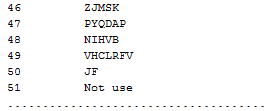 46 ZJMSK
47 PYQDAP
48 NIHVB
49 VHCLRFV
50 JF
51 Not use
---------------------------------------